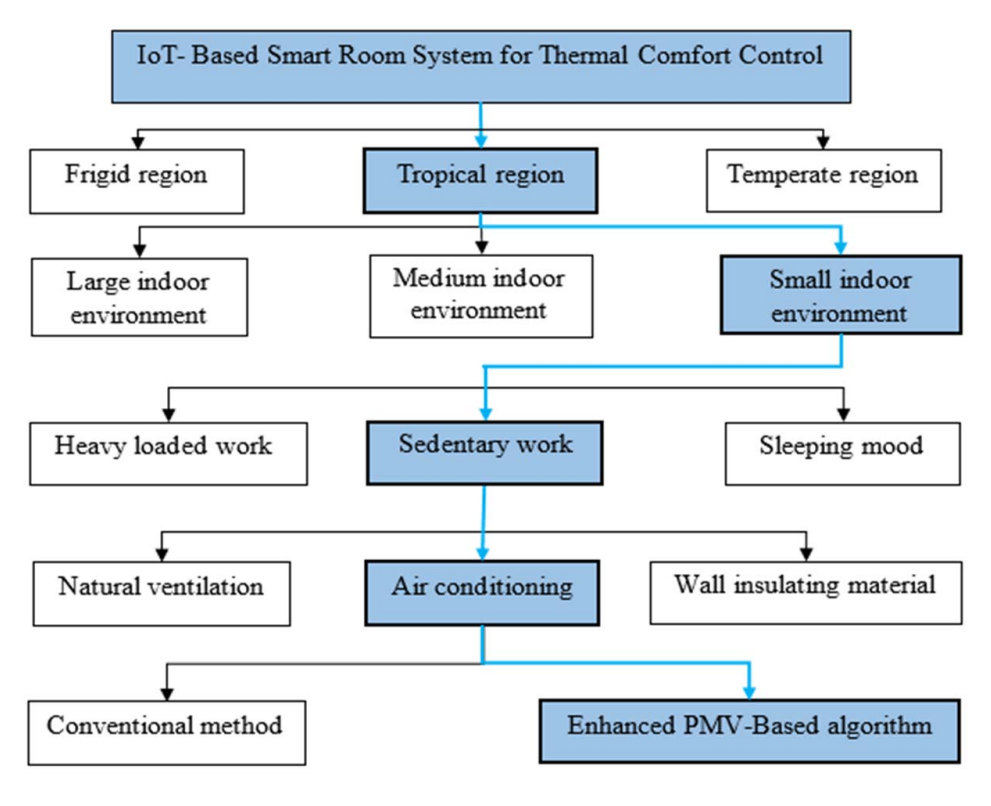 IoT- Based Smart Room System for Thermal Comfort Control
Frigid region
Tropical region
Temperate region
Large indoor
environment
Medium indoor
environment
Small indoor
environment
Heavy loaded work
Sedentary work
Sleeping mood
Natural ventilation
Air conditioning
Wall insulating material
Conventional method
Enhanced PMV-Based algorithm